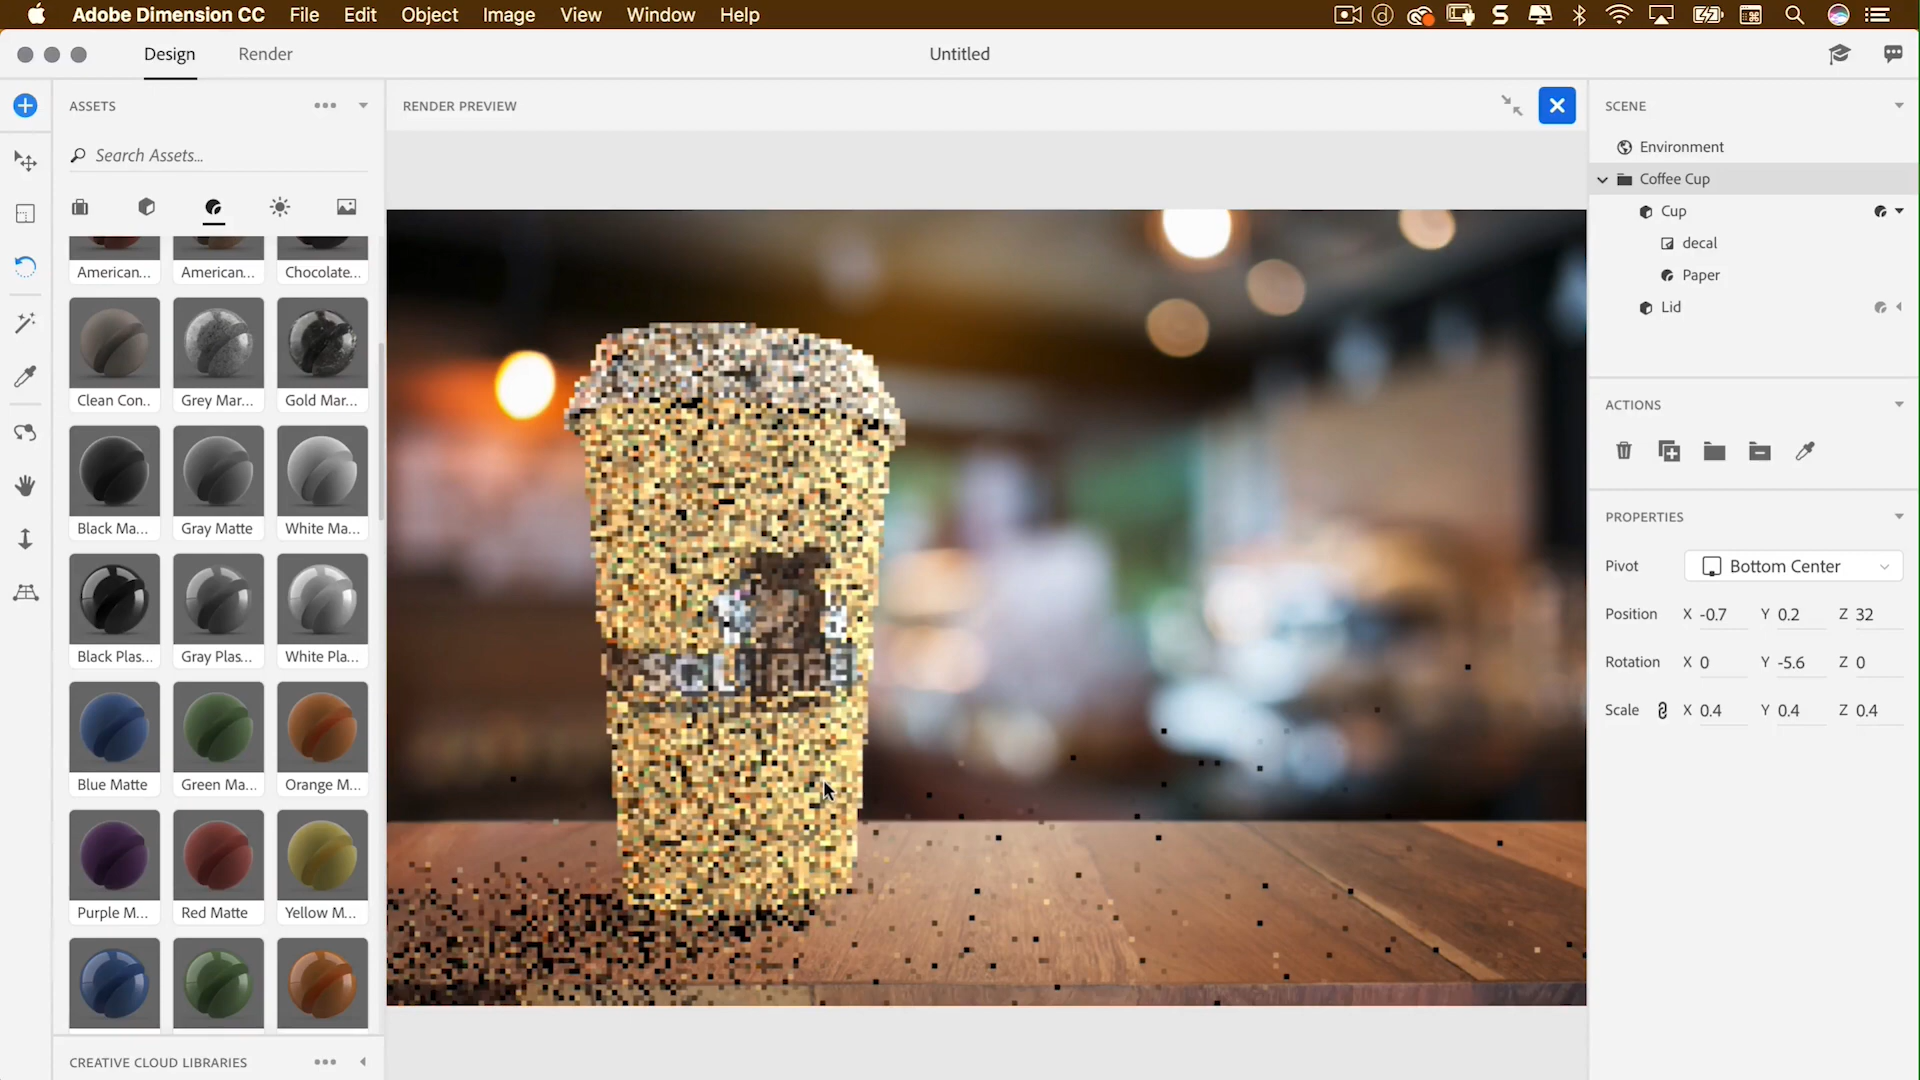 Adobe Dimension CC File Edit Object Image View Window Help
Design Render Untitled
ASSETS
Search Assets...
American... American... Chocolate...
Clean Con.. Grey Mar... Gold Mar...
Black Ma... Gray Matte White Ma...
Black Plas... Gray Plas... White Pla...
Blue Matte Green Ma... Orange M...
Purple M... Red Matte Yellow M...
CREATIVE CLOUD LIBRARIES
RENDER PREVIEW
SCENE
Environment
Coffee Cup
Cup
decal
Paper
Lid
ACTIONS
PROPERTIES
Pivot Bottom Center
Position X -0.7 Y 0.2 Z 32
Rotation X 0 Y -5.6 Z 0
Scale X 0.4 Y 0.4 Z 0.4